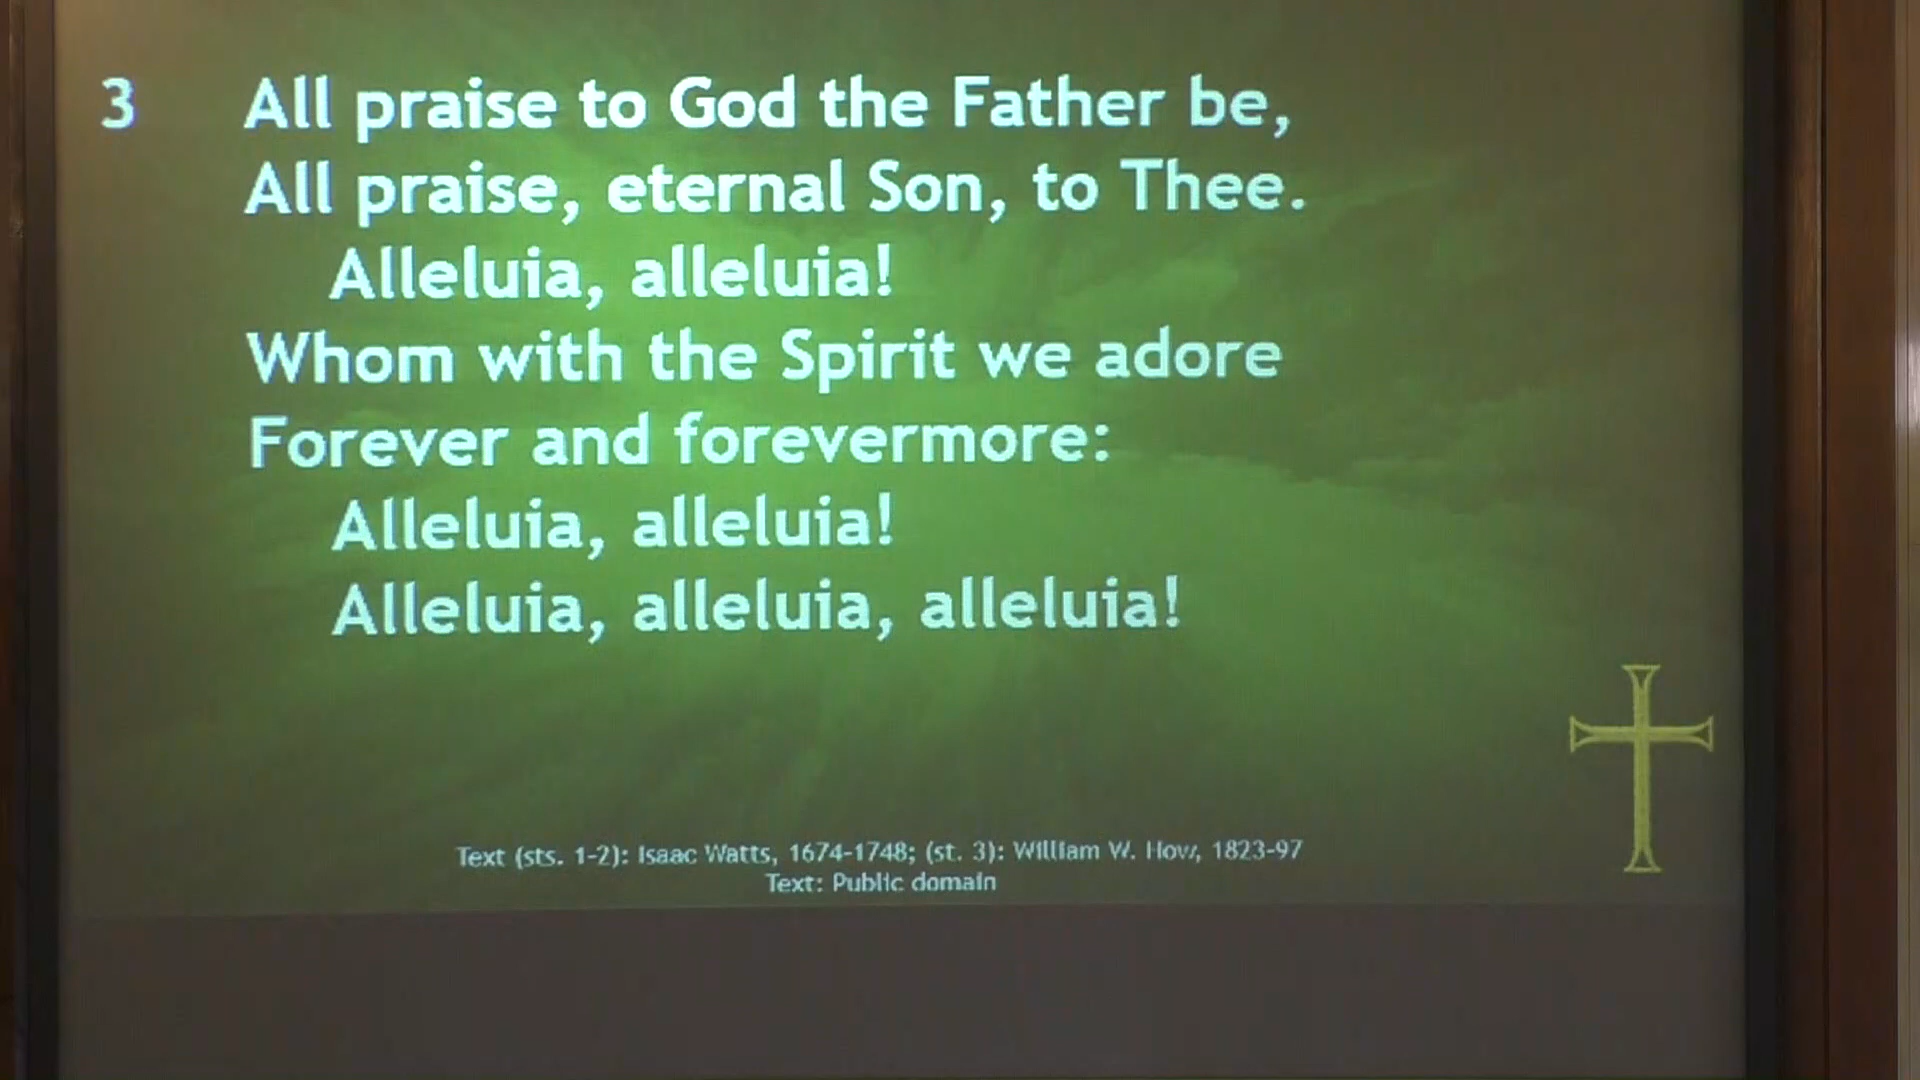 3 All praise to God the Father be,
All praise, eternal Son, to Thee.
Alleluia, alleluia!
Whom with the Spirit we adore
Forever and forevermore:
Alleluia, alleluia!
Alleluia, alleluia, alleluia!
Text (sts. 1-2): Isaac Watts, 1674-1748; (st. 3): William W. How, 1823-97
Text: Public domain